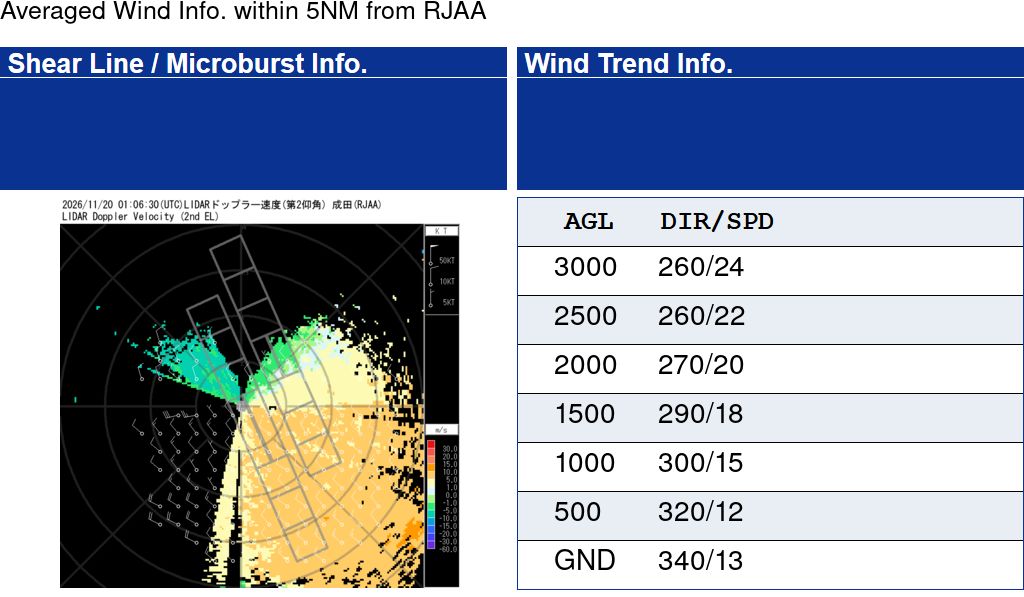 Averaged Wind Info. within 5NM from RJAA
Shear Line / Microburst Info.
Wind Trend Info.
2026/11/20 01:06:30(UTC)LIDARドップラー速度(第2仰角) 成田(RJAA)
LIDAR Doppler Velocity (2nd EL)
K T
50KT
10KT
5KT
m/s
30.0
20.0
15.0
10.0
5.0
1.0
0.0
-1.0
-5.0
-10.0
-15.0
-20.0
-30.0
-60.0
AGL DIR/SPD
3000 260/24
2500 260/22
2000 270/20
1500 290/18
1000 300/15
500 320/12
GND 340/13